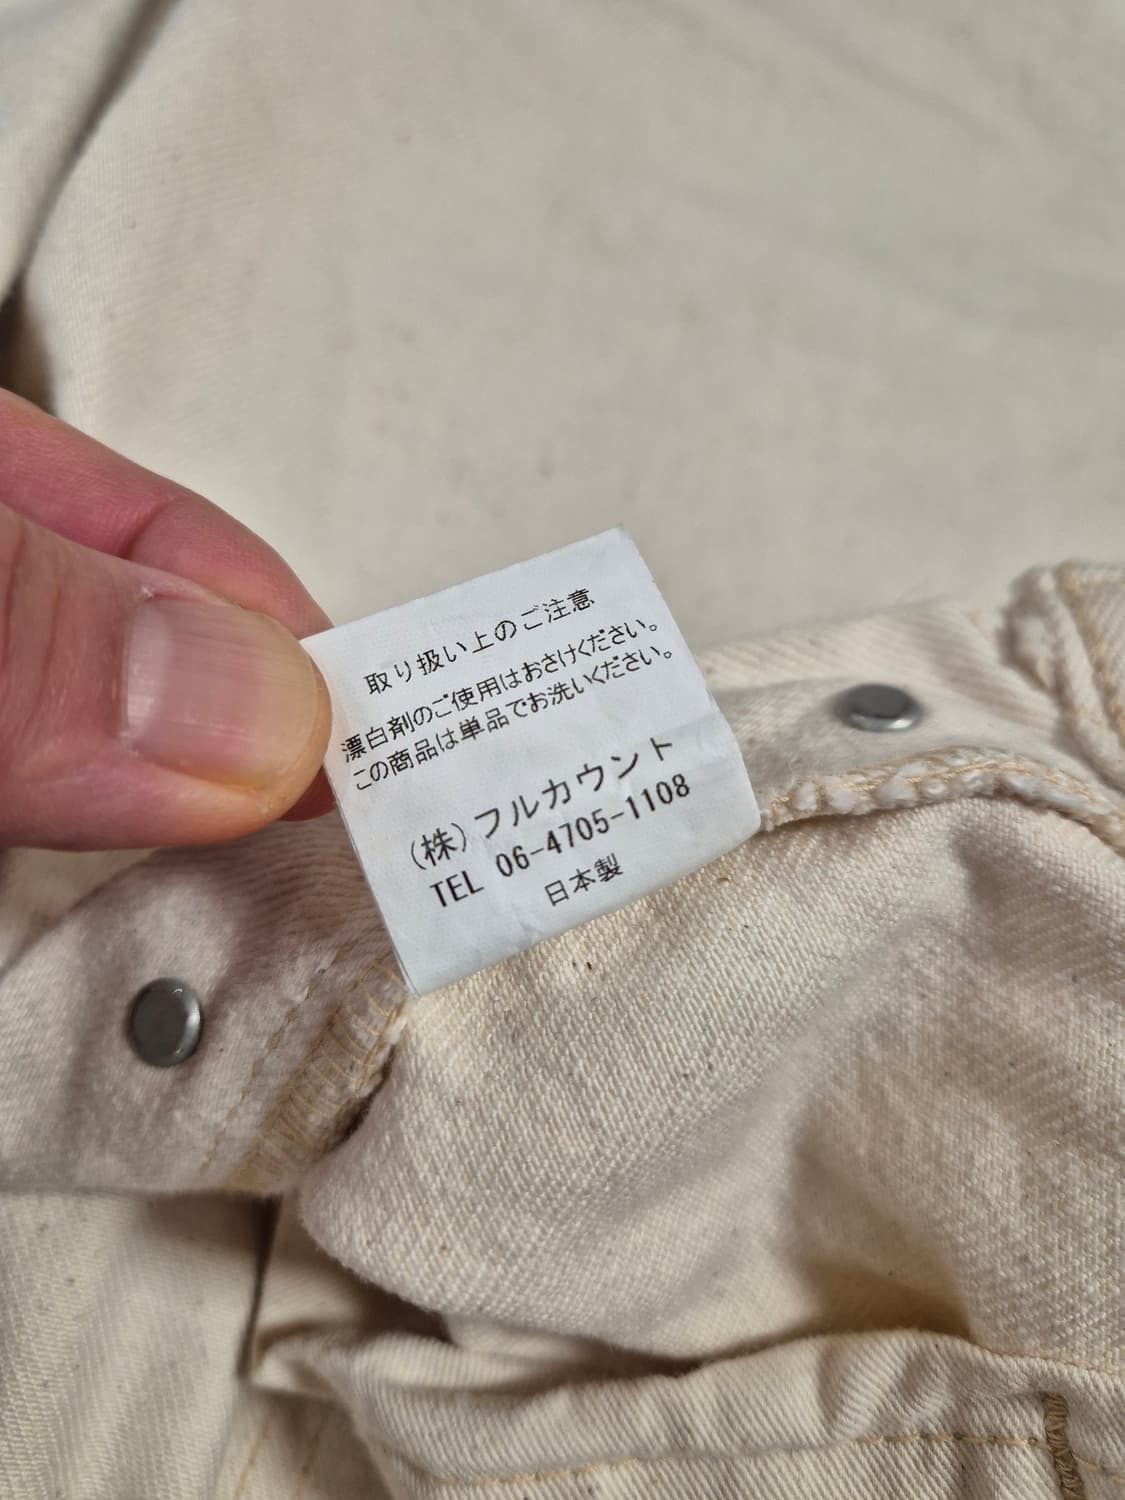 取り扱い上のご注意
漂白剤のご使用はおさけください。
この商品は単品でお洗いください。
(株)フルカウント
TEL 06-4705-1108
日本製